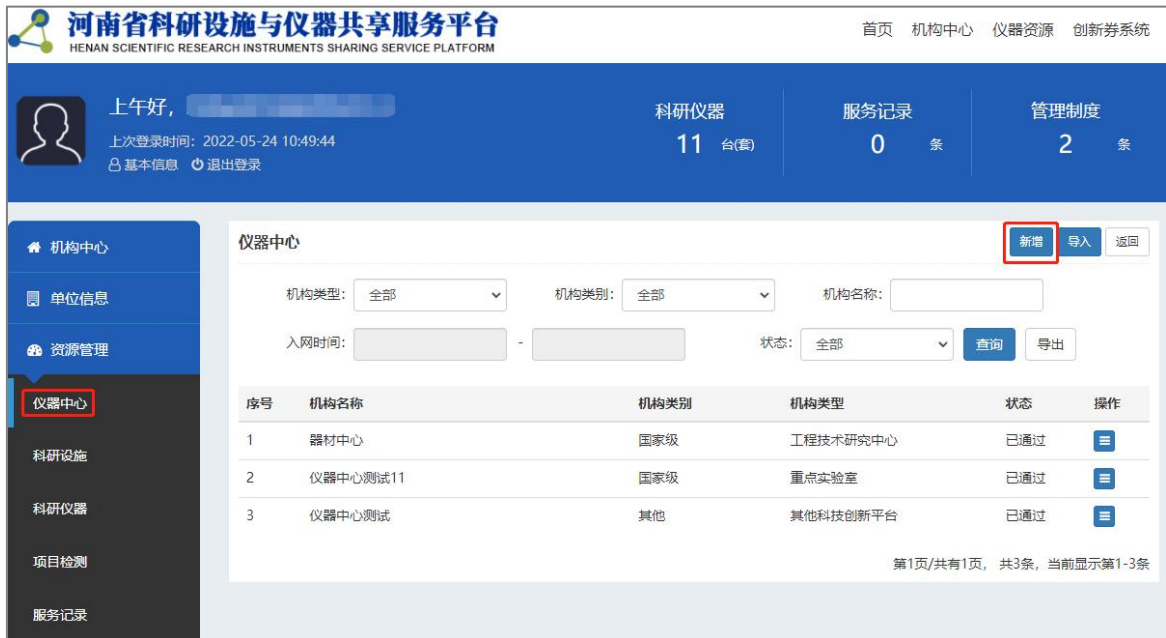 河南省科研设施与仪器共享服务平台
HENAN SCIENTIFIC RESEARCH INSTRUMENTS SHARING SERVICE PLATFORM
首页 机构中心 仪器资源 创新券系统
上午好,
上次登录时间: 2022-05-24 10:49:44
基本信息 退出登录
科研仪器 服务记录 管理制度
11 台(套) 0 条 2 条
机构中心
单位信息
资源管理
仪器中心
科研设施
科研仪器
项目检测
服务记录
仪器中心 新增 导入 返回
机构类型: 全部 机构类别: 全部 机构名称:
入网时间: - 状态: 全部 查询 导出
序号 机构名称 机构类别 机构类型 状态 操作
1 器材中心 国家级 工程技术研究中心 已通过
2 仪器中心测试11 国家级 重点实验室 已通过
3 仪器中心测试 其他 其他科技创新平台 已通过
第1页/共有1页, 共3条, 当前显示第1-3条